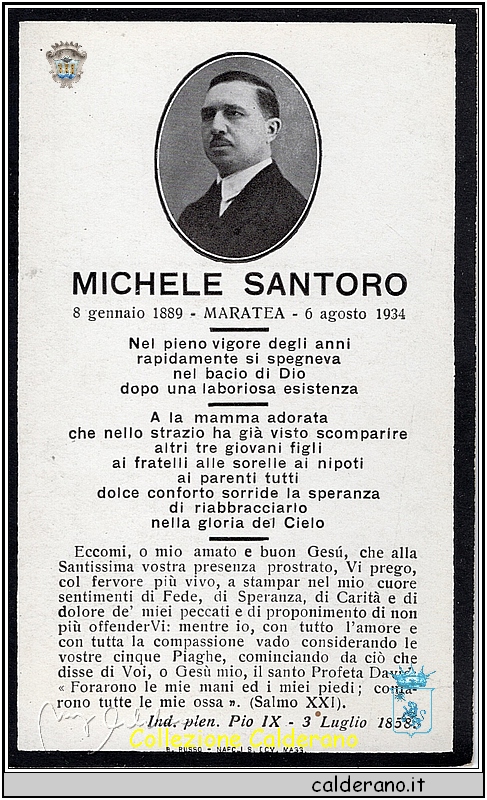 MICHELE SANTORO
8 gennaio 1889 - MARATEA - 6 agosto 1934
Nel pieno vigore degli anni
rapidamente si spegneva
nel bacio di Dio
dopo una laboriosa esistenza
A la mamma adorata
che nello strazio ha già visto scomparire
altri tre giovani figli
ai fratelli alle sorelle ai nipoti
ai parenti tutti
dolce conforto sorride la speranza
di riabbracciarlo
nella gloria del Cielo
Eccomi, o mio amato e buon Gesú, che alla
Santissima vostra presenza prostrato, Vi prego,
col fervore più vivo, a stampar nel mio cuore
sentimenti di Fede, di Speranza, di Carità e di
dolore de' miei peccati e di proponimento di non
più offenderVi: mentre io, con tutto l'amore e
con tutta la compassione vado considerando le
vostre cinque Piaghe, cominciando da ciò che
disse di Voi, o Gesù mio, il santo Profeta David
« Forarono le mie mani ed i miei piedi; conta-
rono tutte le mie ossa ». (Salmo XXI).
Ind. plen. Pio IX - 3 Luglio 1858.
Collezione Calderano
RUSSO
calderano.it